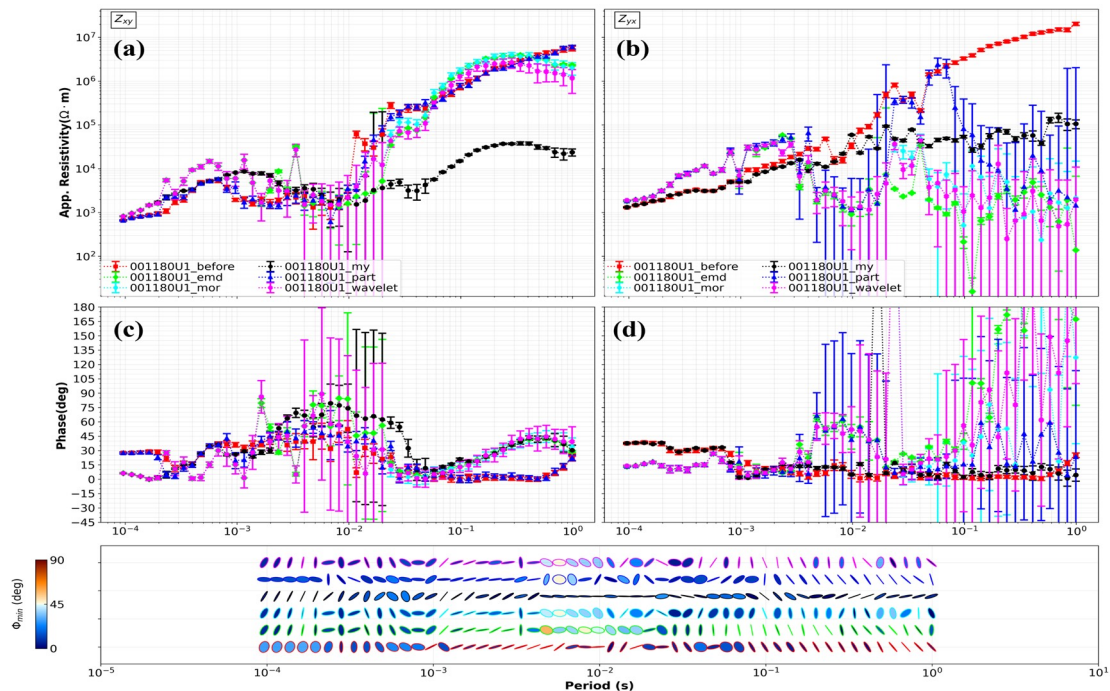 Zxy
Zyx
(a)
(b)
App. Resistivity(Ω · m)
10⁷
10⁶
10⁵
10⁴
10³
10²
001180U1_before
001180U1_emd
001180U1_mor
001180U1_my
001180U1_part
001180U1_wavelet
001180U1_before
001180U1_emd
001180U1_mor
001180U1_my
001180U1_part
001180U1_wavelet
(c)
(d)
Phase(deg)
180
165
150
135
120
105
90
75
60
45
30
15
0
−15
−30
−45
10⁻⁴ 10⁻³ 10⁻² 10⁻¹ 10⁰
10⁻⁴ 10⁻³ 10⁻² 10⁻¹ 10⁰
Φmin (deg)
90
45
0
10⁻⁵ 10⁻⁴ 10⁻³ 10⁻² 10⁻¹ 10⁰ 10¹
Period (s)